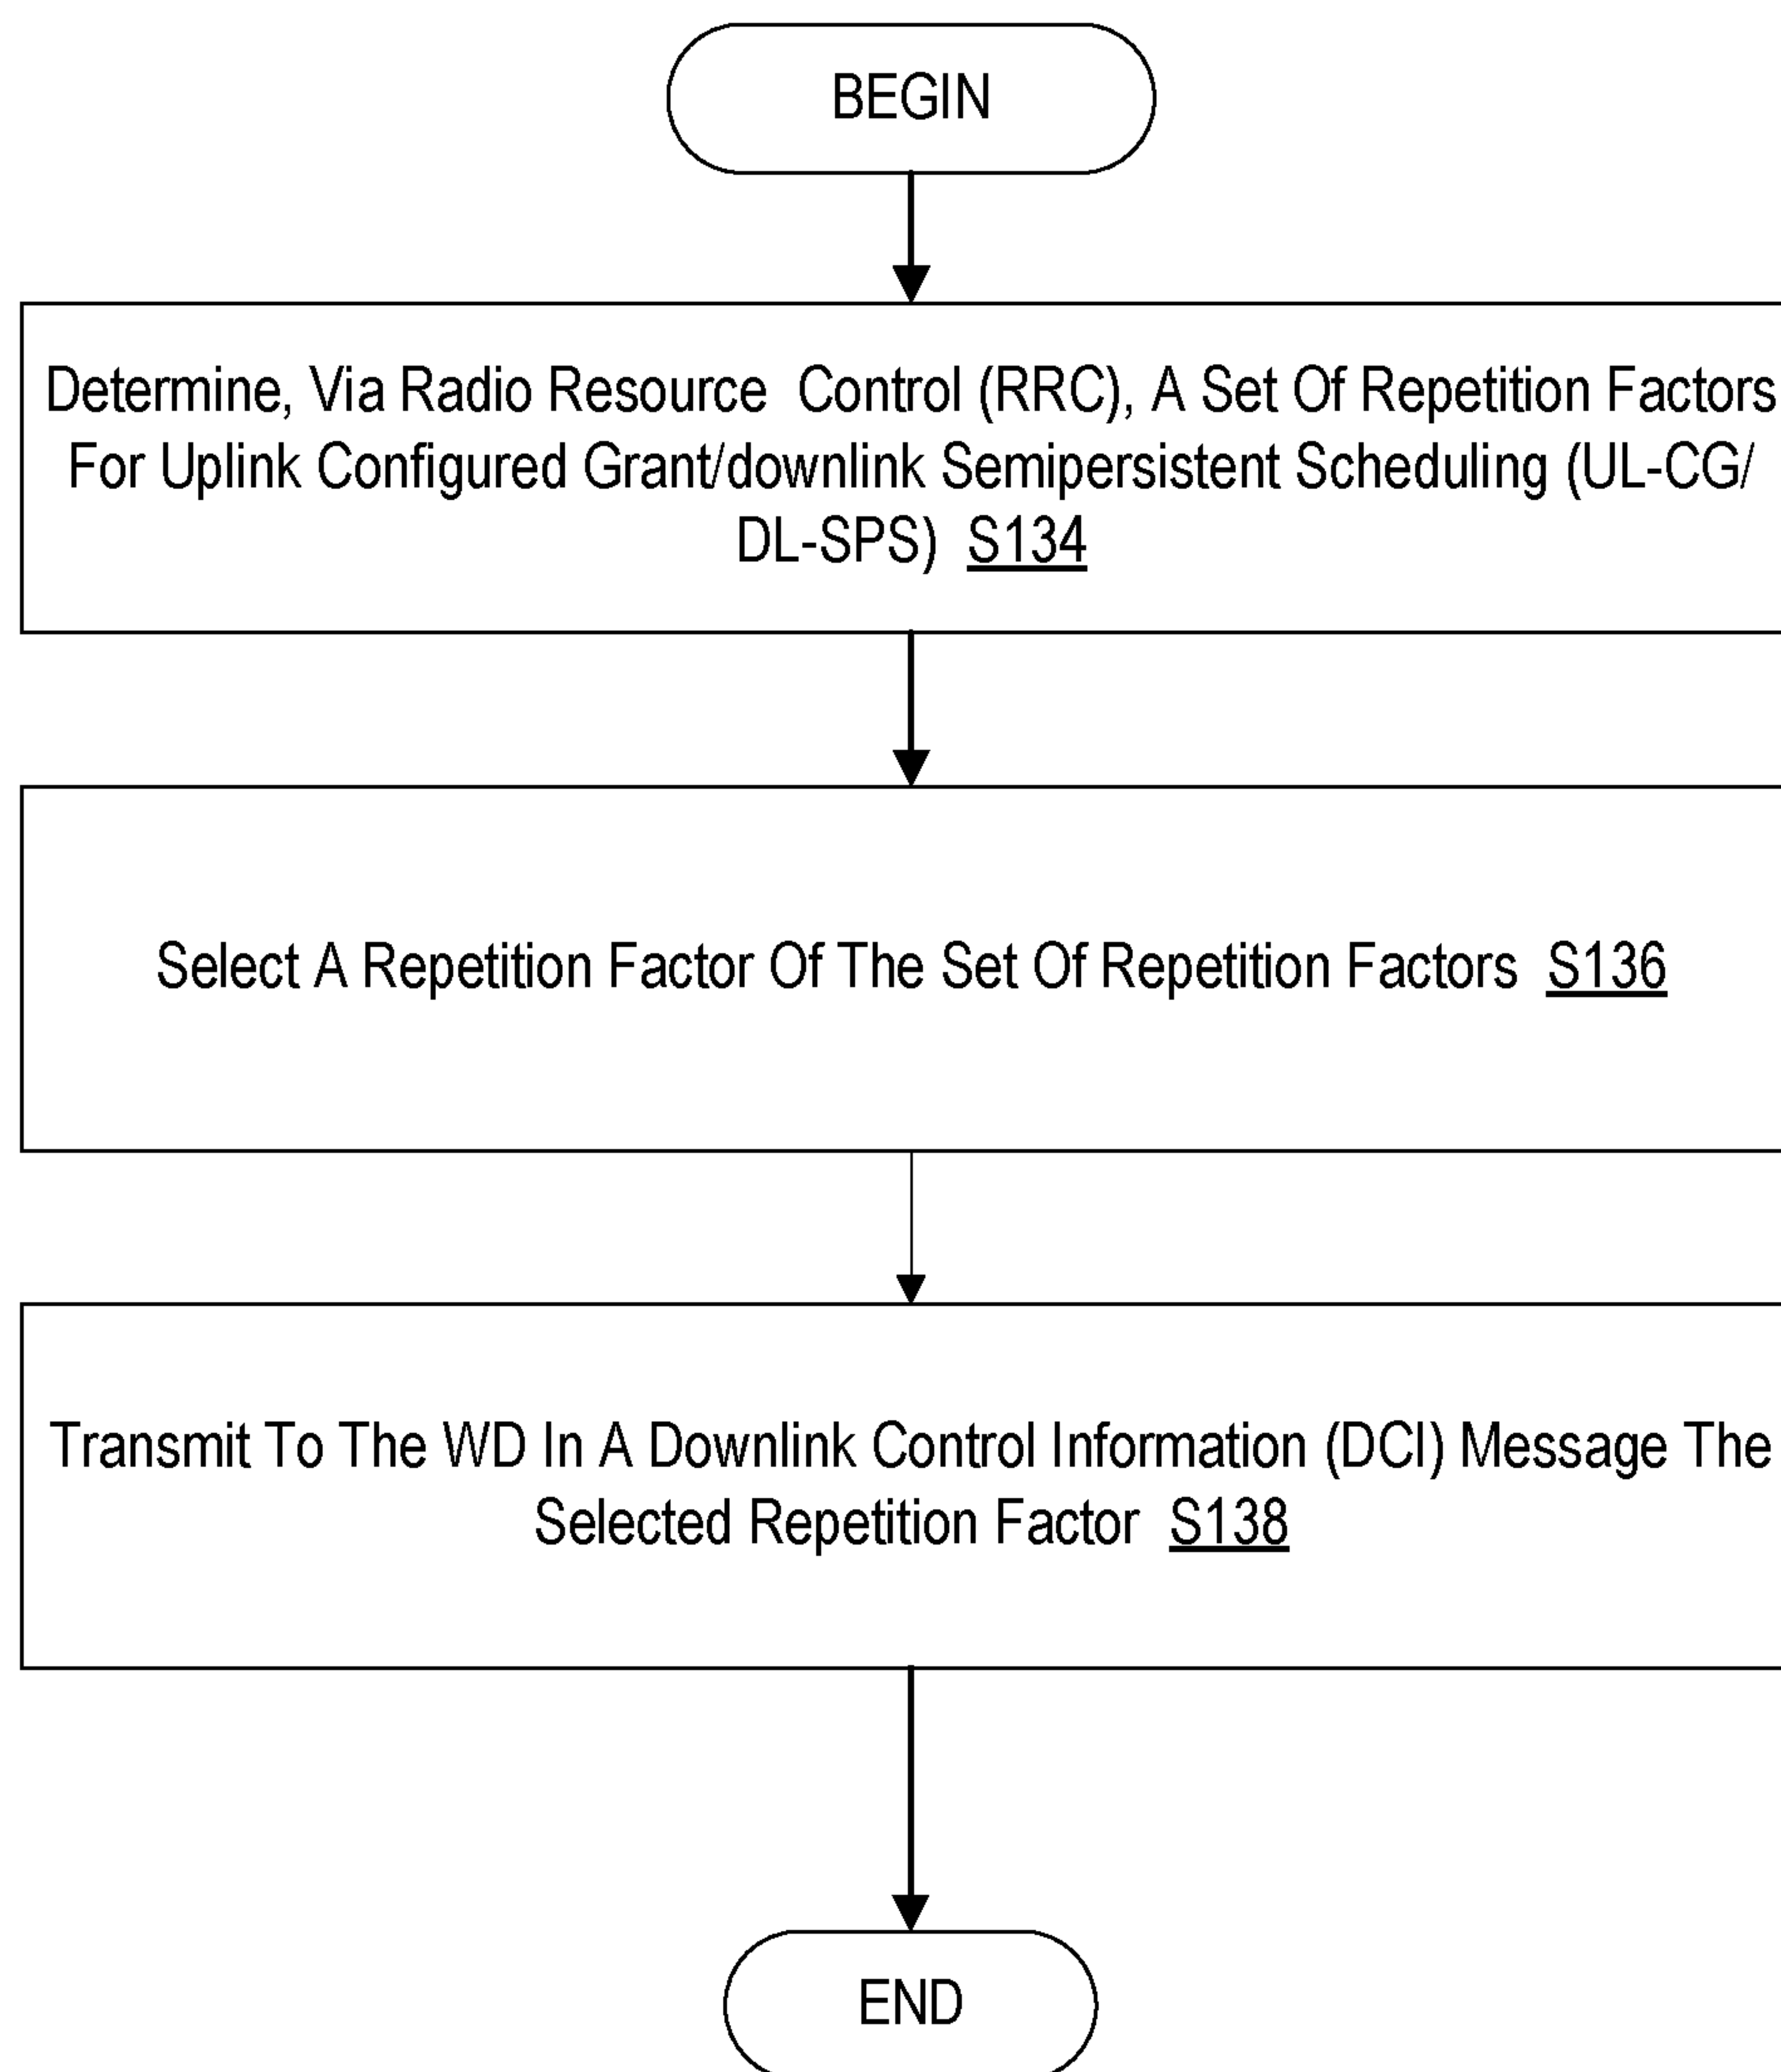 BEGIN
Determine, Via Radio Resource Control (RRC), A Set Of Repetition Factors
For Uplink Configured Grant/downlink Semipersistent Scheduling (UL-CG/
DL-SPS) S134
Select A Repetition Factor Of The Set Of Repetition Factors S136
Transmit To The WD In A Downlink Control Information (DCI) Message The
Selected Repetition Factor S138
END